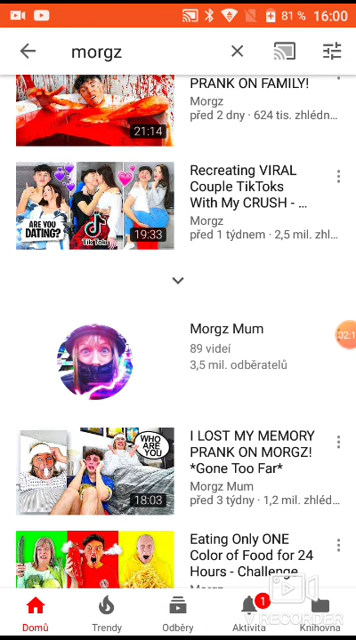 81 % 16:00
morgz
PRANK ON FAMILY!
Morgz
před 2 dny · 624 tis. zhlédn…
21:14
Recreating VIRAL
Couple TikToks
With My CRUSH - …
Morgz
před 1 týdnem · 2,5 mil. zhl…
ARE YOU
DATING?
TikTok
19:33
Morgz Mum
89 videí
3,5 mil. odběratelů
02:1
I LOST MY MEMORY
PRANK ON MORGZ!
*Gone Too Far*
Morgz Mum
před 3 týdny · 1,2 mil. zhléd…
WHO ARE
YOU
18:03
Eating Only ONE
Color of Food for 24
Hours - Challenge
Domů
Trendy
Odběry
1
Aktivita
Knihovna
V RECORDER